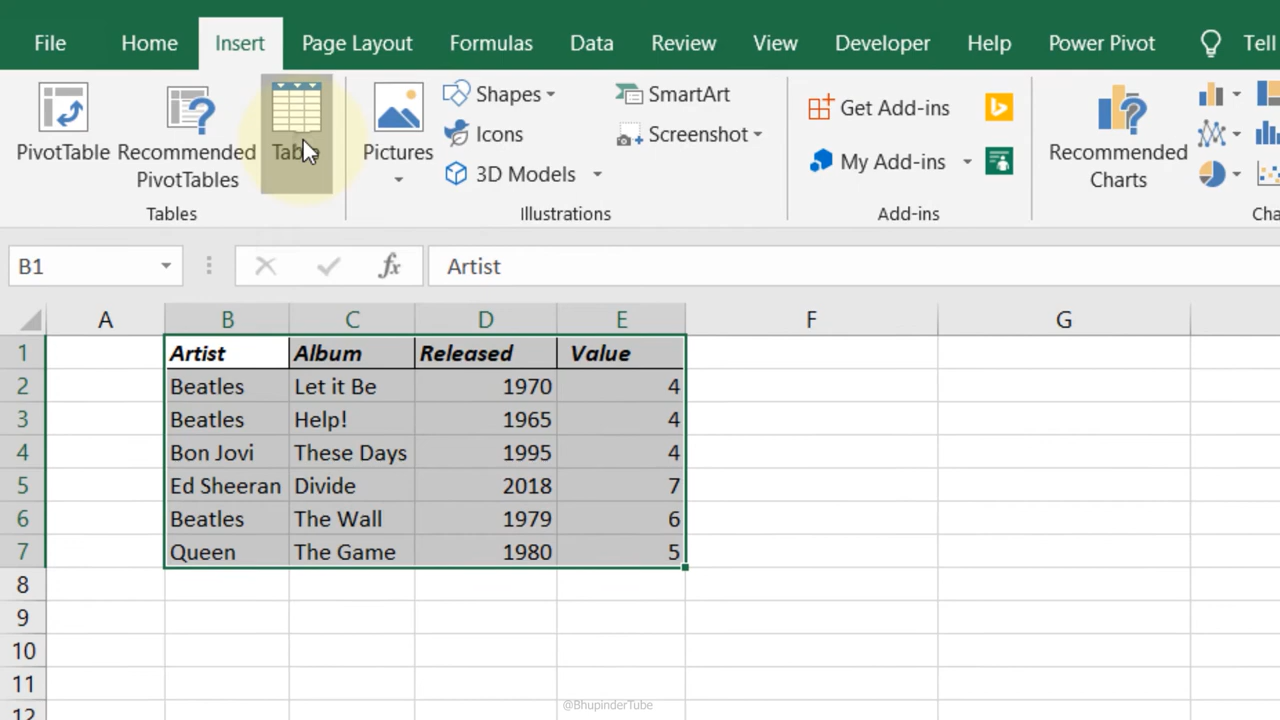 File Home Insert Page Layout Formulas Data Review View Developer Help Power Pivot Tell
PivotTable Recommended PivotTables Table Pictures Shapes Icons 3D Models SmartArt Screenshot Get Add-ins My Add-ins Recommended Charts
Tables Illustrations Add-ins Cha
B1 fx Artist
A B C D E F G
1 Artist Album Released Value
2 Beatles Let it Be 1970 4
3 Beatles Help! 1965 4
4 Bon Jovi These Days 1995 4
5 Ed Sheeran Divide 2018 7
6 Beatles The Wall 1979 6
7 Queen The Game 1980 5
8
9
10
11
12
@BhupinderTube